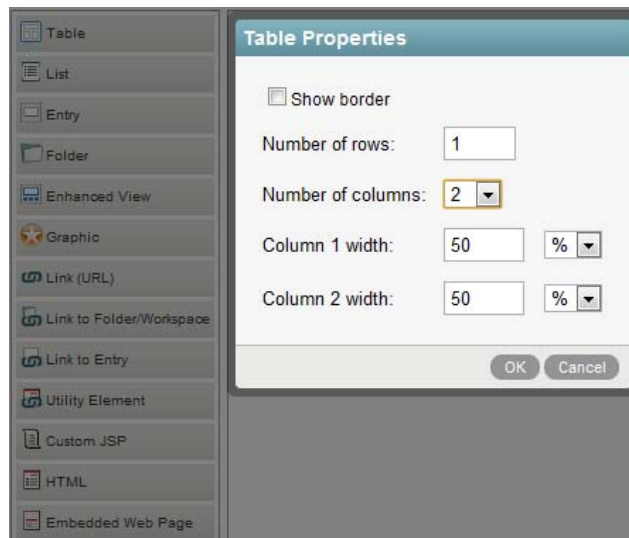 Table
List
Entry
Folder
Enhanced View
Graphic
Link (URL)
Link to Folder/Workspace
Link to Entry
Utility Element
Custom JSP
HTML
Embedded Web Page
Table Properties
Show border
Number of rows: 1
Number of columns: 2
Column 1 width: 50 %
Column 2 width: 50 %
OK Cancel